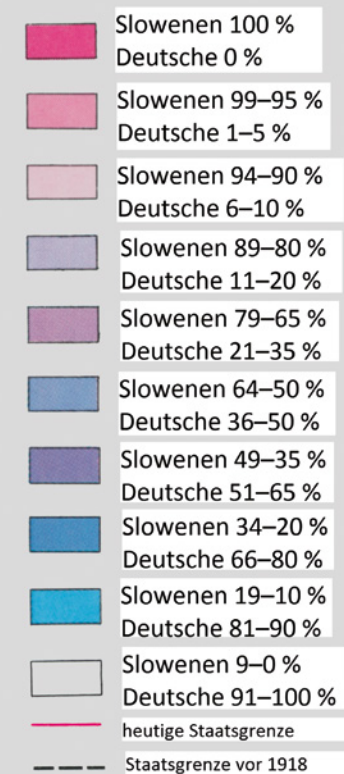 Slowenen 100 %
Deutsche 0 %
Slowenen 99–95 %
Deutsche 1–5 %
Slowenen 94–90 %
Deutsche 6–10 %
Slowenen 89–80 %
Deutsche 11–20 %
Slowenen 79–65 %
Deutsche 21–35 %
Slowenen 64–50 %
Deutsche 36–50 %
Slowenen 49–35 %
Deutsche 51–65 %
Slowenen 34–20 %
Deutsche 66–80 %
Slowenen 19–10 %
Deutsche 81–90 %
Slowenen 9–0 %
Deutsche 91–100 %
heutige Staatsgrenze
Staatsgrenze vor 1918